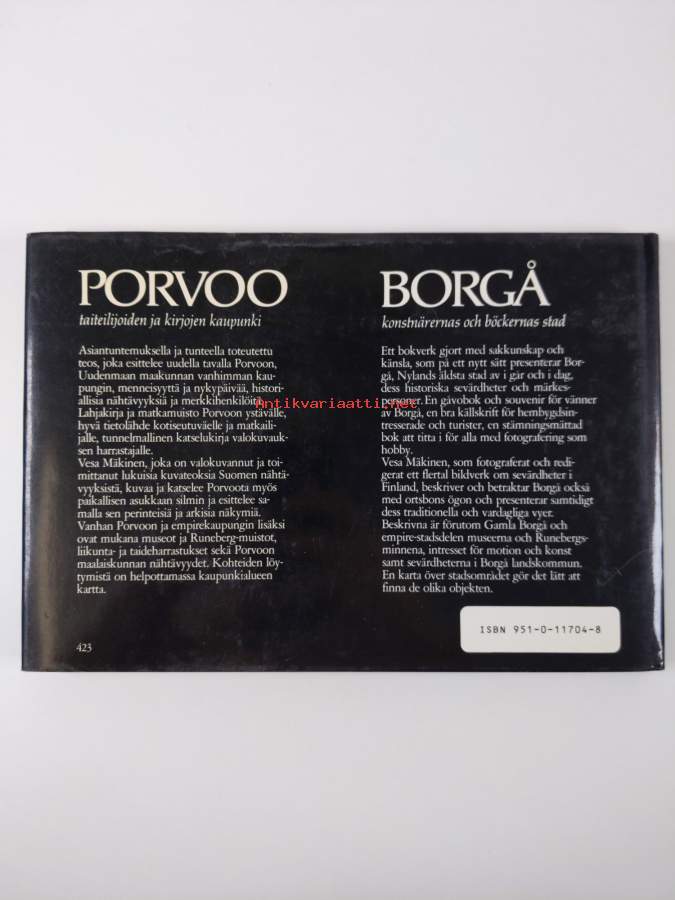 PORVOO
taiteilijoiden ja kirjojen kaupunki
Asiantuntemuksella ja tunteella toteutettu
teos, joka esittelee uudella tavalla Porvoon,
Uudenmaan maakunnan vanhimman kau-
pungin, menneisyyttä ja nykypäivää, histori-
allisia nähtävyyksiä ja merkkihenkilöitä.
Lahjakirja ja matkamuisto Porvoon ystävälle,
hyvä tietolähde kotiseutuväelle ja matkaili-
jalle, tunnelmallinen katselukirja valokuvauk-
sen harrastajalle.
Vesa Mäkinen, joka on valokuvannut ja toi-
mittanut lukuisia kuvateoksia Suomen nähtä-
vyyksistä, kuvaa ja katselee Porvoota myös
paikallisen asukkaan silmin ja esittelee sa-
malla sen perinteisiä ja arkisia näkymiä.
Vanhan Porvoon ja empirekaupungin lisäksi
ovat mukana museot ja Runeberg-muistot,
liikunta- ja taideharrastukset sekä Porvoon
maalaiskunnan nähtävyydet. Kohteiden löy-
tymistä on helpottamassa kaupunkialueen
kartta.
423
BORGÅ
konstnärernas och böckernas stad
Ett bokverk gjort med sakkunskap och
känsla, som på ett nytt sätt presenterar Bor-
gå, Nylands äldsta stad av i går och i dag,
dess historiska sevärdheter och märkes-
personer. En gåvobok och souvenir för vänner
av Borgå, en bra källskrift för hembygdsin-
tresserade och turister, en stämningsmättad
bok att titta i för alla med fotografering som
hobby.
Vesa Mäkinen, som fotograferat och redi-
gerat ett flertal bildverk om sevärdheter i
Finland, beskriver och betraktar Borgå också
med ortsbons ögon och presenterar samtidigt
dess traditionella och vardagliga vyer.
Beskrivna är förutom Gamla Borgå och
empire-stadsdelen museerna och Runebergs-
minnena, intresset för motion och konst
samt sevärdheterna i Borgå landskommun.
En karta över stadsområdet gör det lätt att
finna de olika objekten.
ISBN 951-0-11704-8
Antikvariaatti.net